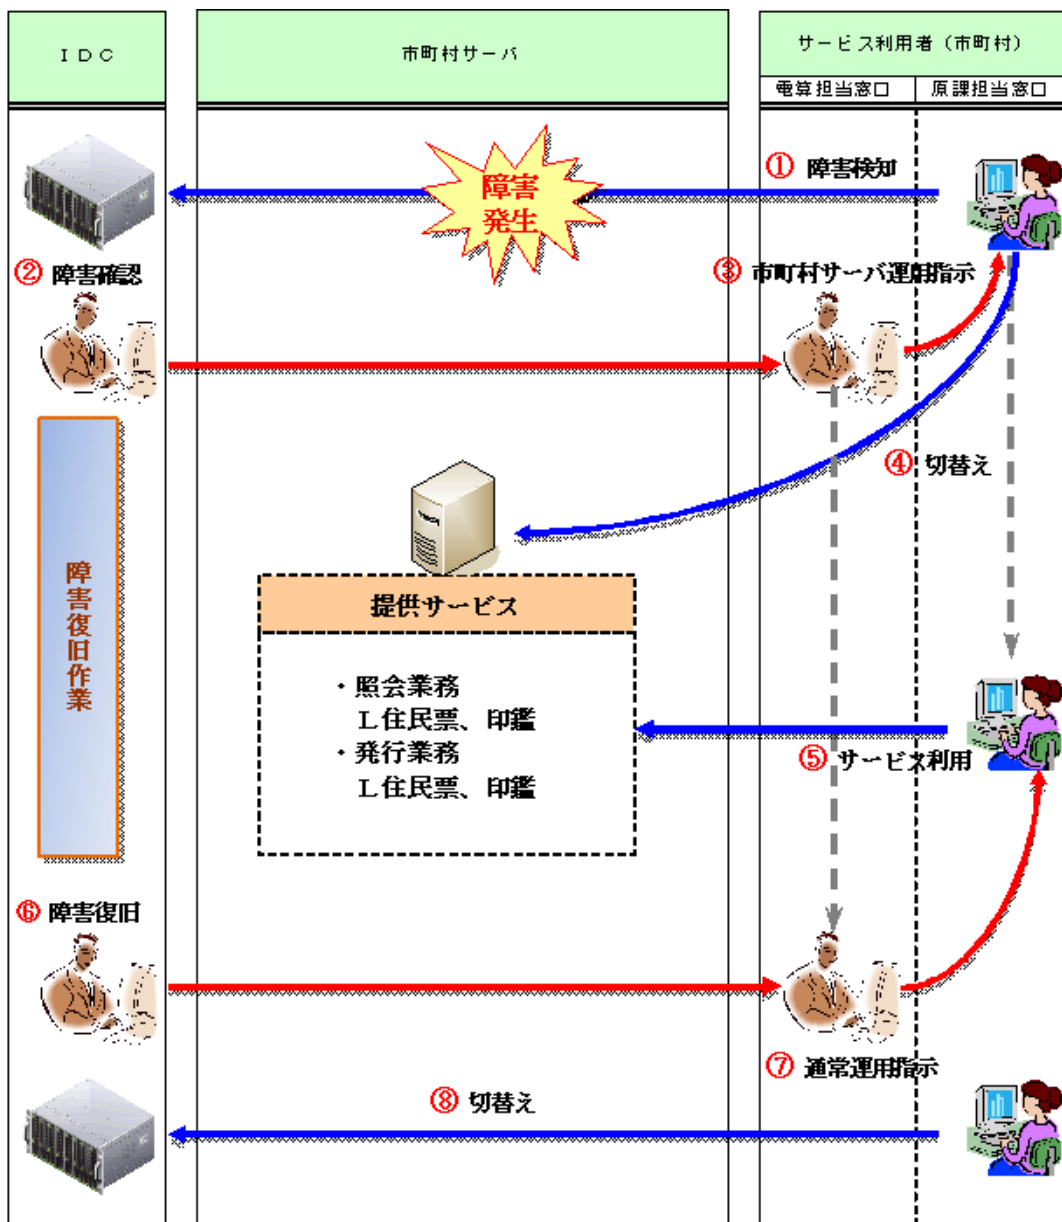 ＩＤＣ
市町村サーバ
サービス利用者（市町村）
電算担当窓口
原課担当窓口
① 障害検知
障害
発生
② 障害確認
③ 市町村サーバ運用指示
④ 切替え
障害復旧作業
提供サービス
・照会業務
∟住民票、印鑑
・発行業務
∟住民票、印鑑
⑤ サービス利用
⑥ 障害復旧
⑦ 通常運用指示
⑧ 切替え